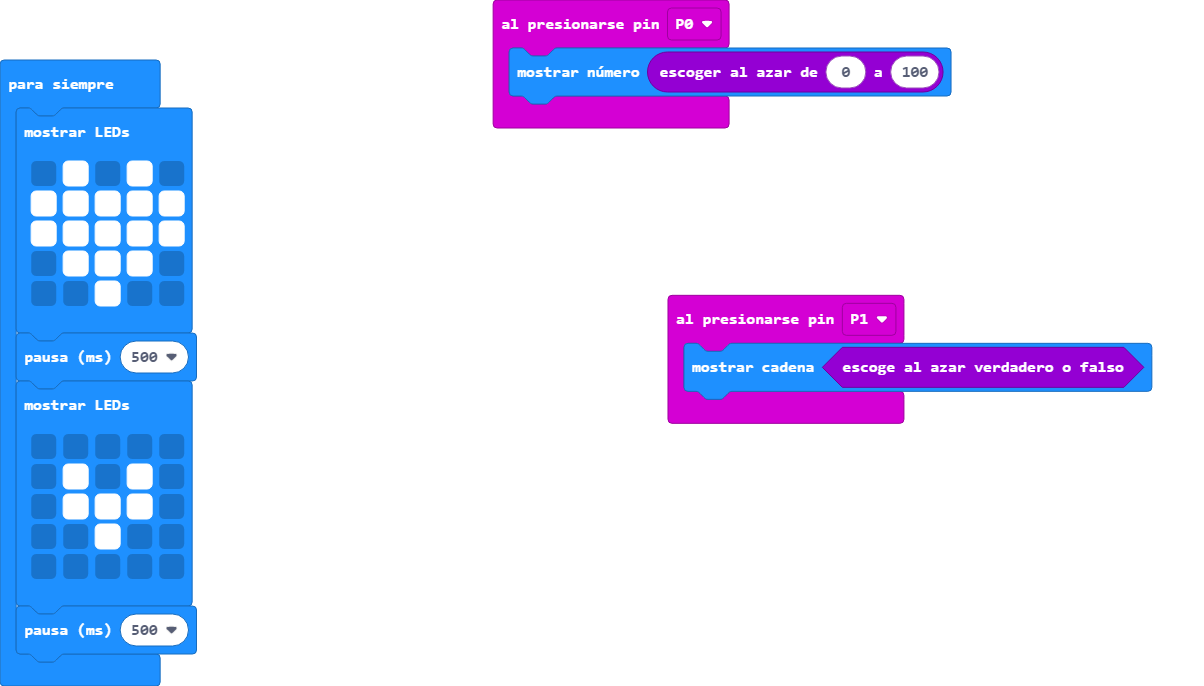 al presionarse pin P0
mostrar número escoger al azar de 0 a 100
para siempre
mostrar LEDs
pausa (ms) 500
mostrar LEDs
pausa (ms) 500
al presionarse pin P1
mostrar cadena escoge al azar verdadero o falso